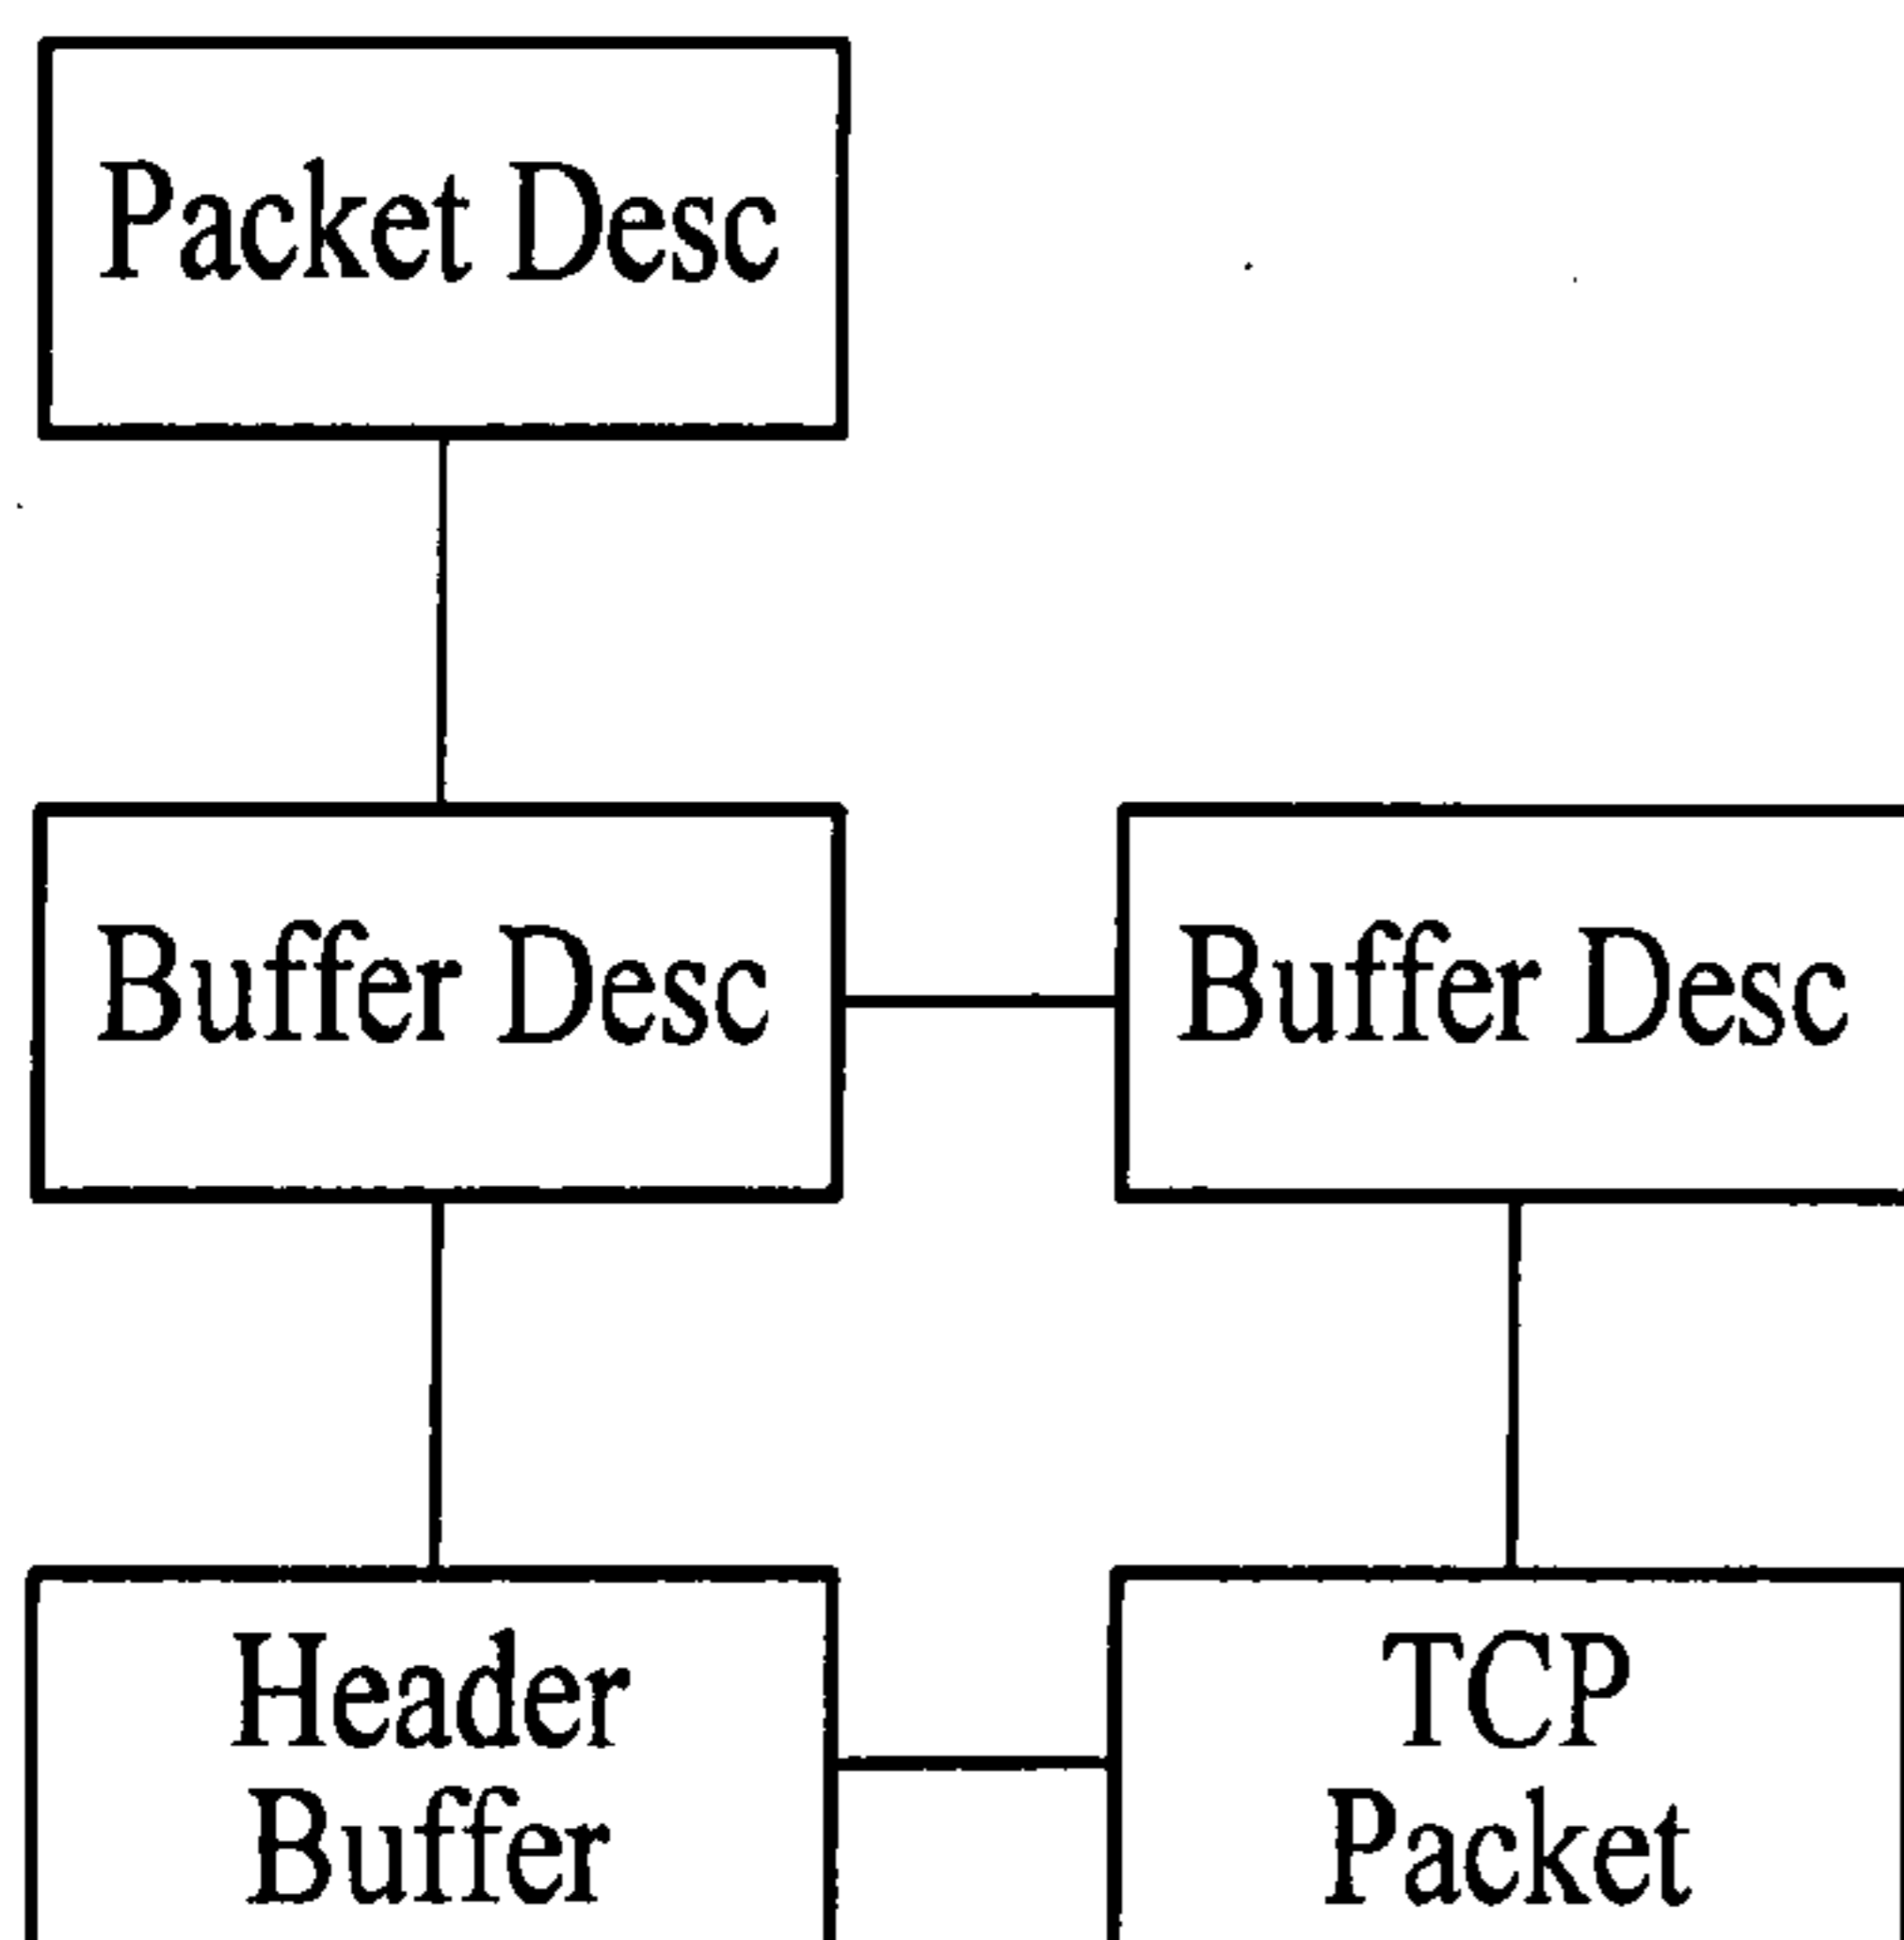 Packet Desc
Buffer Desc
Buffer Desc
Header
Buffer
TCP
Packet